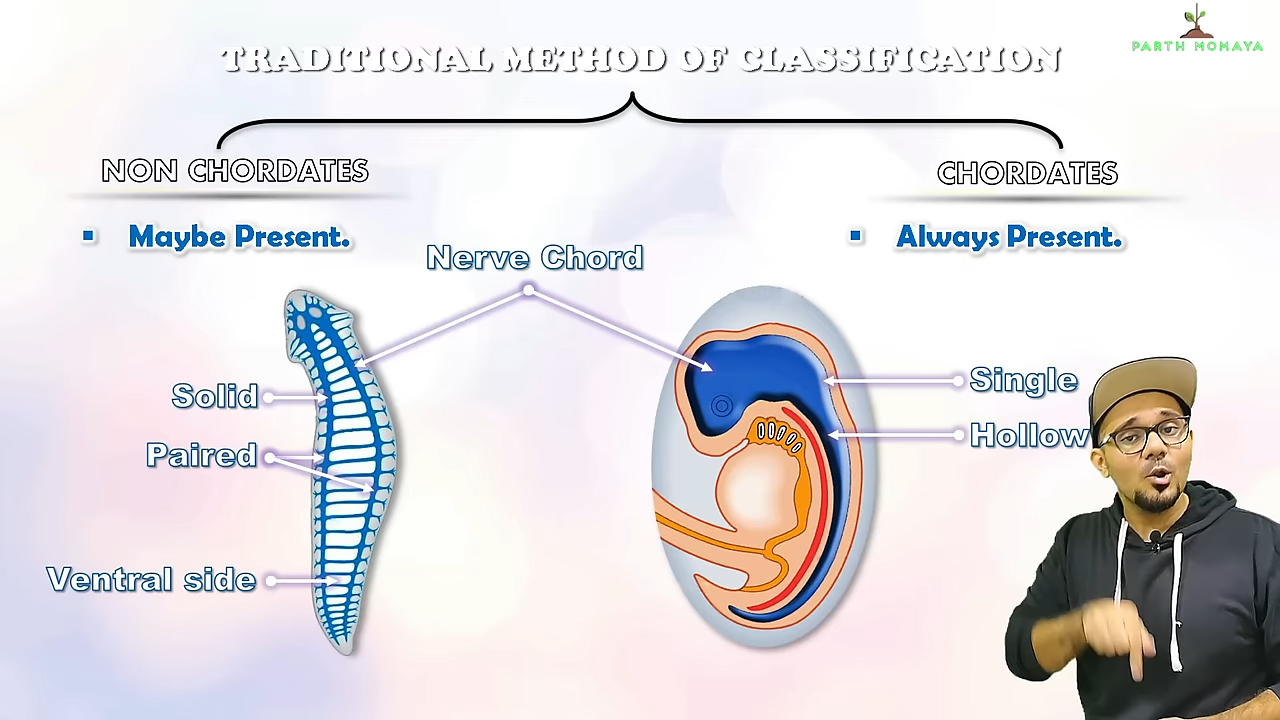 PARTH MOMAYA
TRADITIONAL METHOD OF CLASSIFICATION
NON CHORDATES
CHORDATES
▪ Maybe Present.
▪ Always Present.
Nerve Chord
Solid
Paired
Ventral side
Single
Hollow